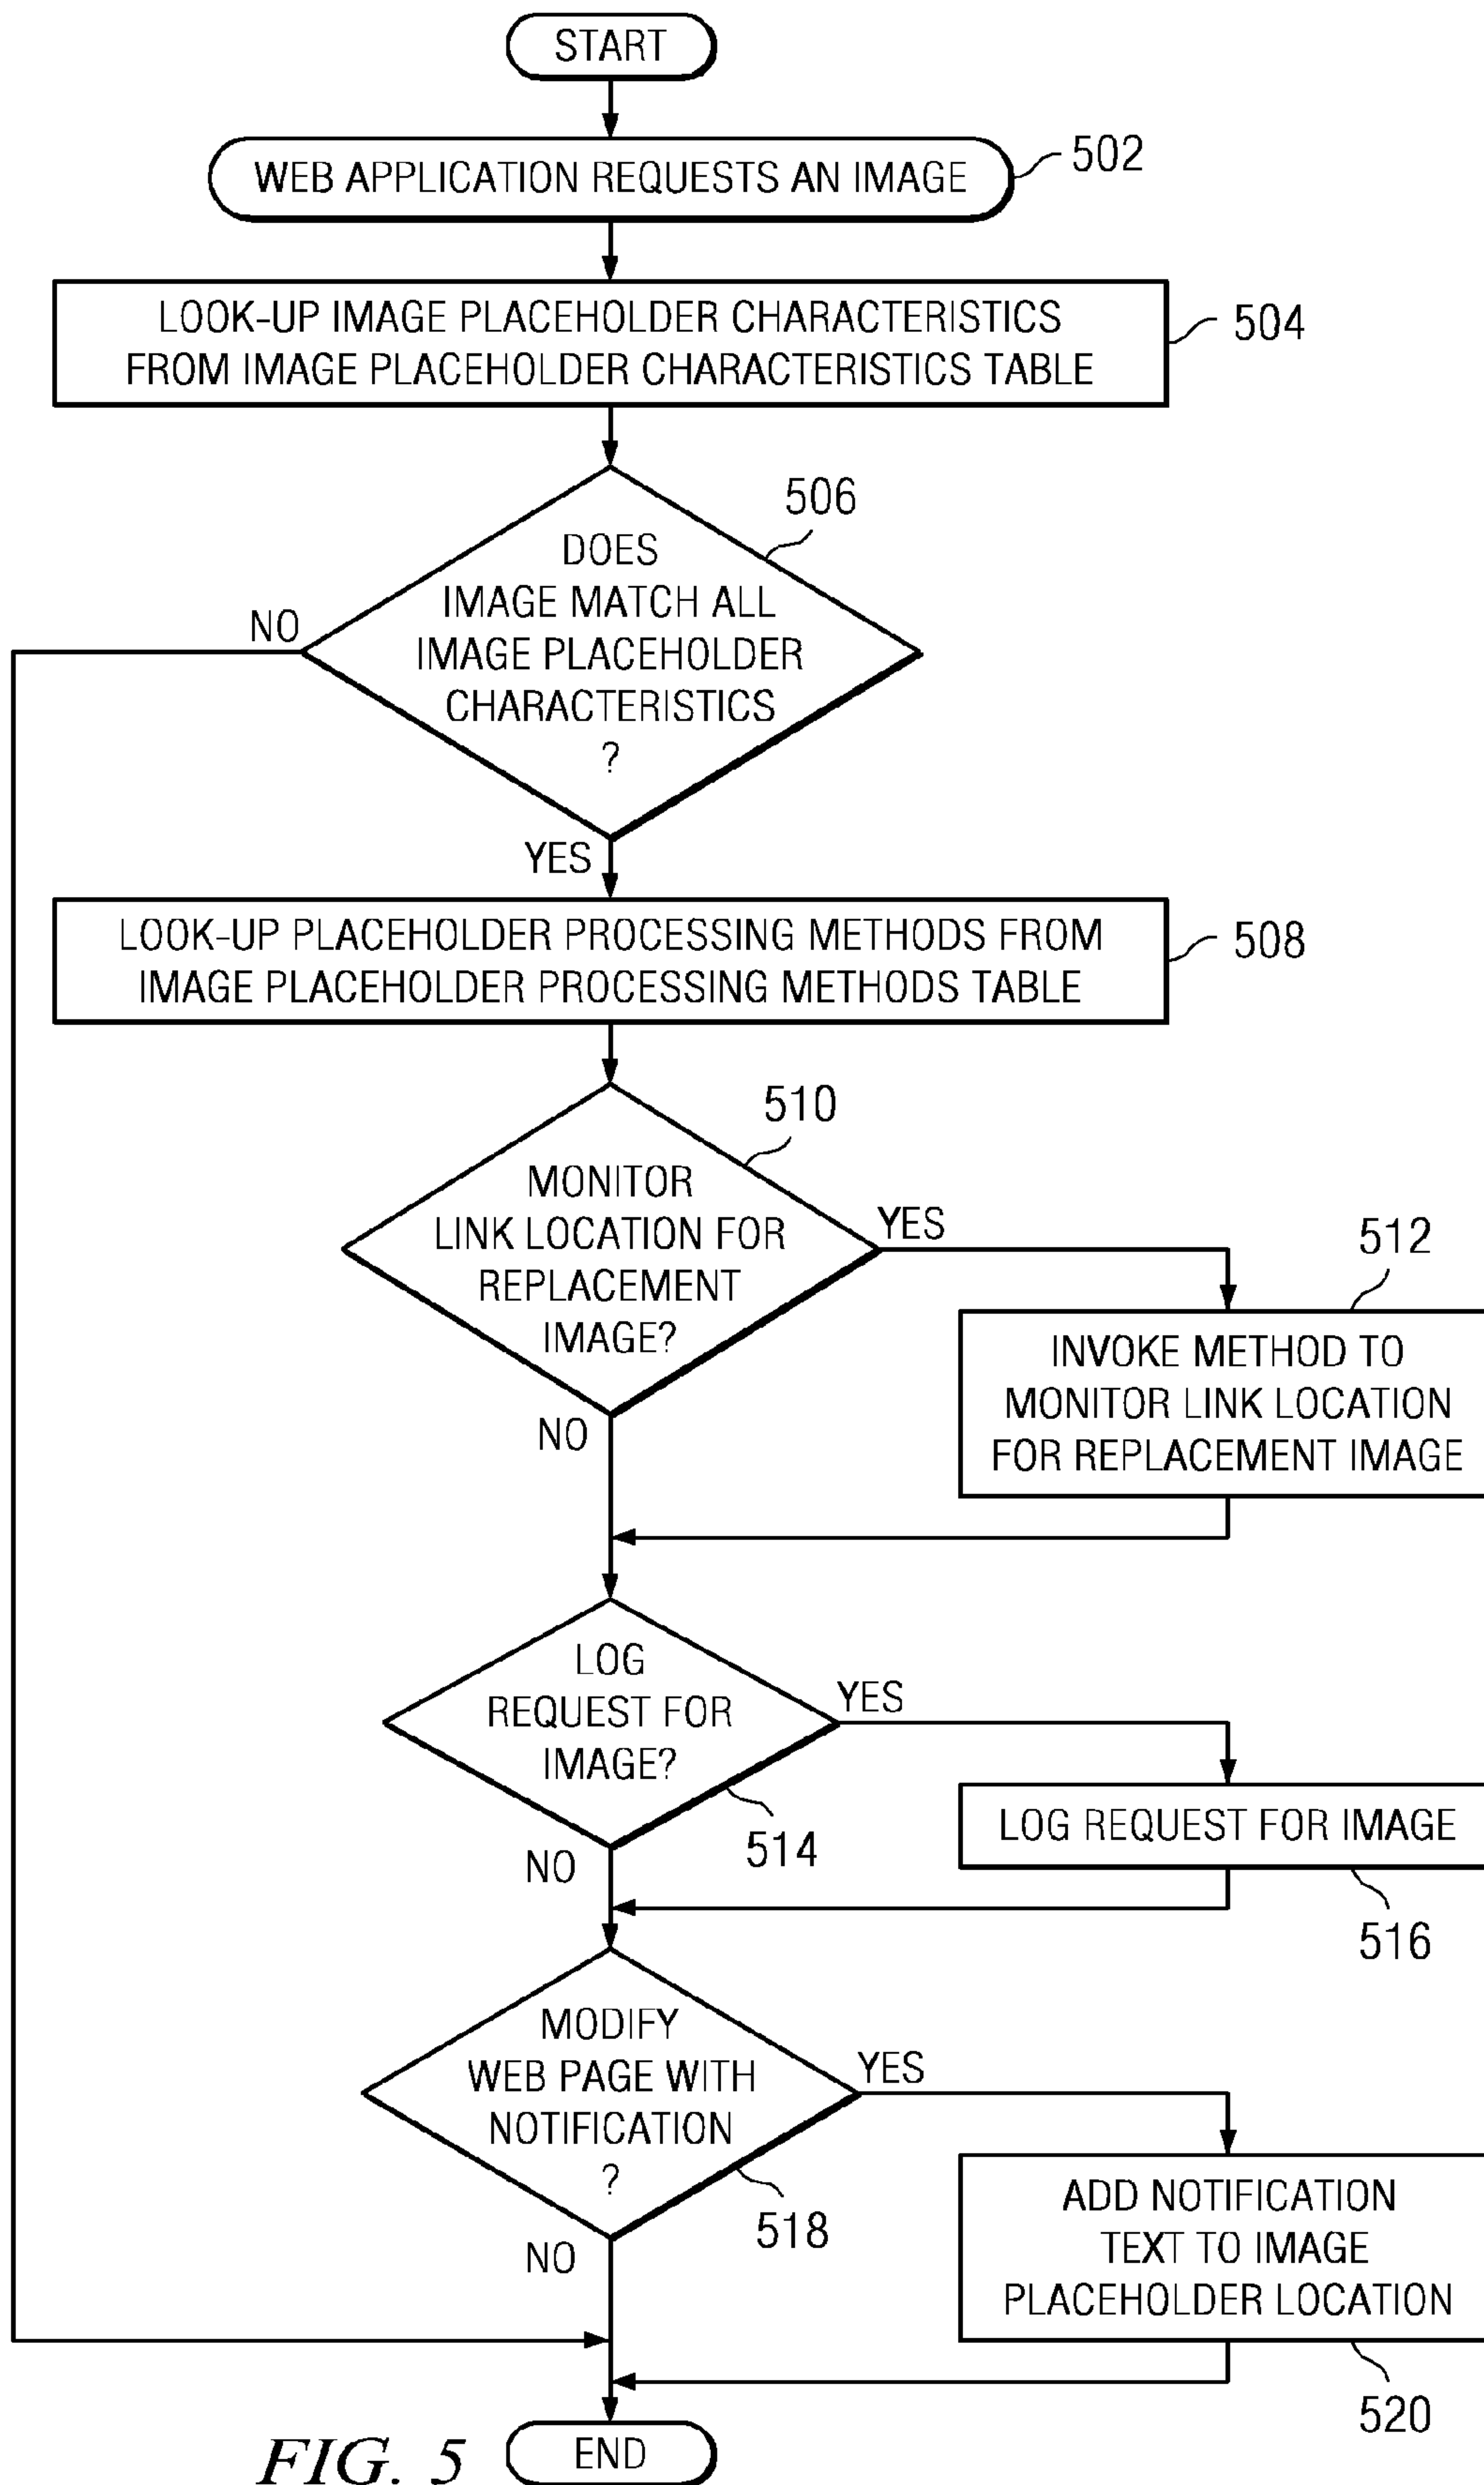 START
WEB APPLICATION REQUESTS AN IMAGE
502
LOOK-UP IMAGE PLACEHOLDER CHARACTERISTICS
FROM IMAGE PLACEHOLDER CHARACTERISTICS TABLE
504
506
DOES
IMAGE MATCH ALL
IMAGE PLACEHOLDER
CHARACTERISTICS
?
NO
YES
LOOK-UP PLACEHOLDER PROCESSING METHODS FROM
IMAGE PLACEHOLDER PROCESSING METHODS TABLE
508
510
MONITOR
LINK LOCATION FOR
REPLACEMENT
IMAGE?
YES
NO
512
INVOKE METHOD TO
MONITOR LINK LOCATION
FOR REPLACEMENT IMAGE
LOG
REQUEST FOR
IMAGE?
YES
NO
514
LOG REQUEST FOR IMAGE
516
MODIFY
WEB PAGE WITH
NOTIFICATION
?
YES
NO
518
ADD NOTIFICATION
TEXT TO IMAGE
PLACEHOLDER LOCATION
520
END
FIG. 5